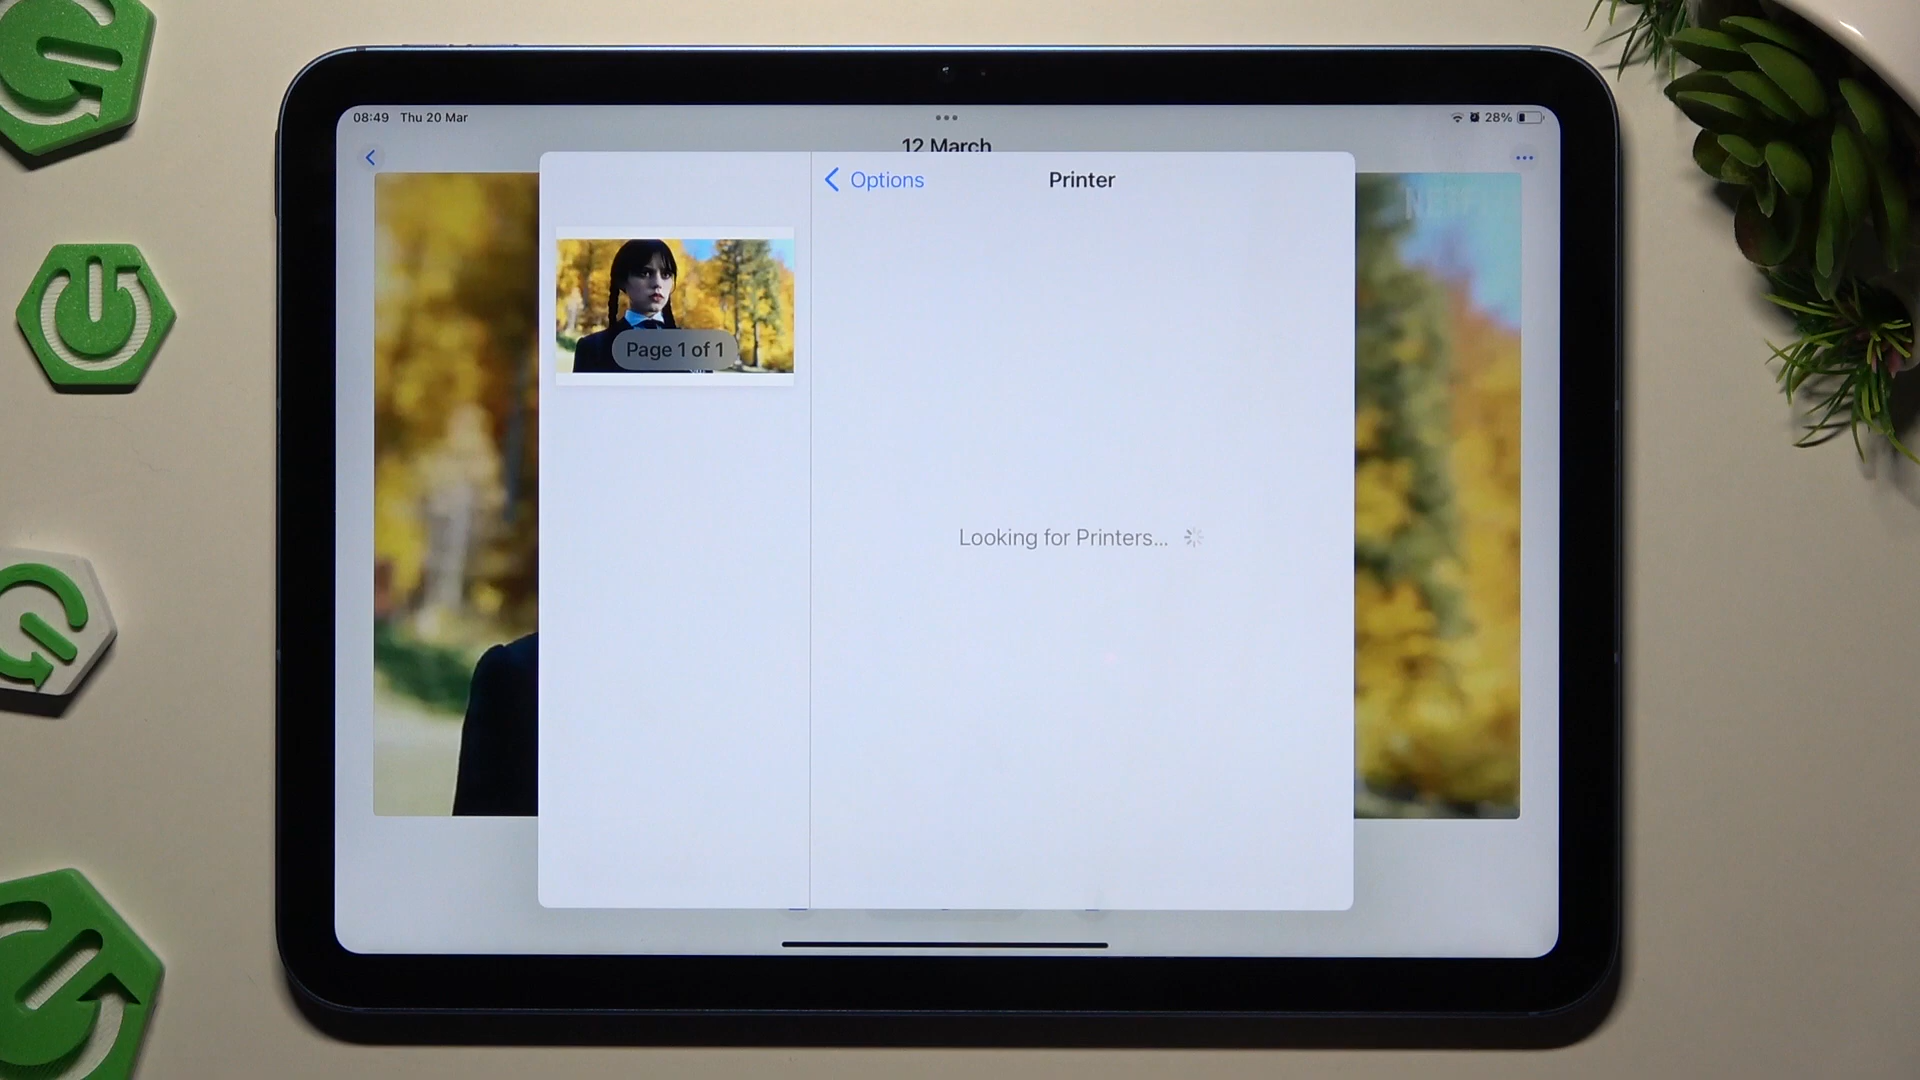 08:49 Thu 20 Mar
28%
12 March
Options
Printer
Page 1 of 1
Looking for Printers...